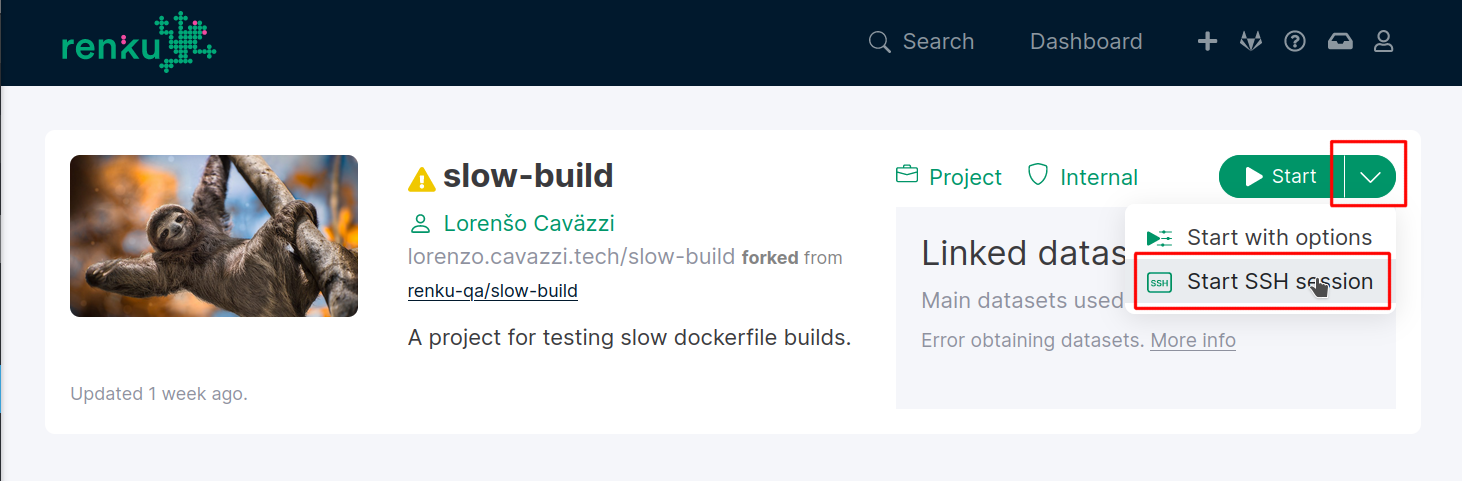 renku
Search
Dashboard
slow-build
Project
Internal
Start
Lorenšo Caväzzi
lorenzo.cavazzi.tech/slow-build forked from
renku-qa/slow-build
A project for testing slow dockerfile builds.
Updated 1 week ago.
Start with options
SSH
Start SSH session
Linked datas
Main datasets used
Error obtaining datasets. More info